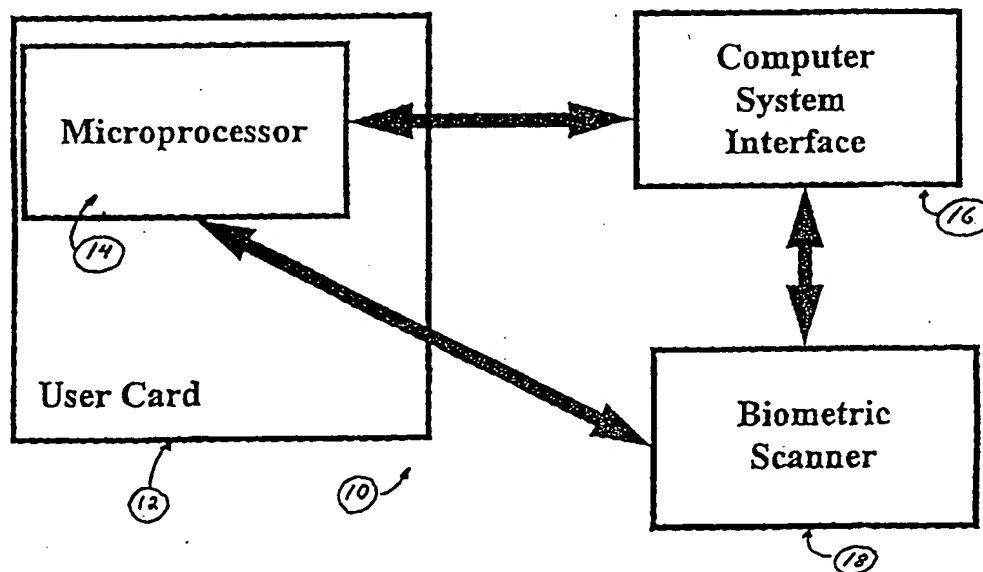 Microprocessor
14
User Card
12
10
Computer
System
Interface
16
Biometric
Scanner
18